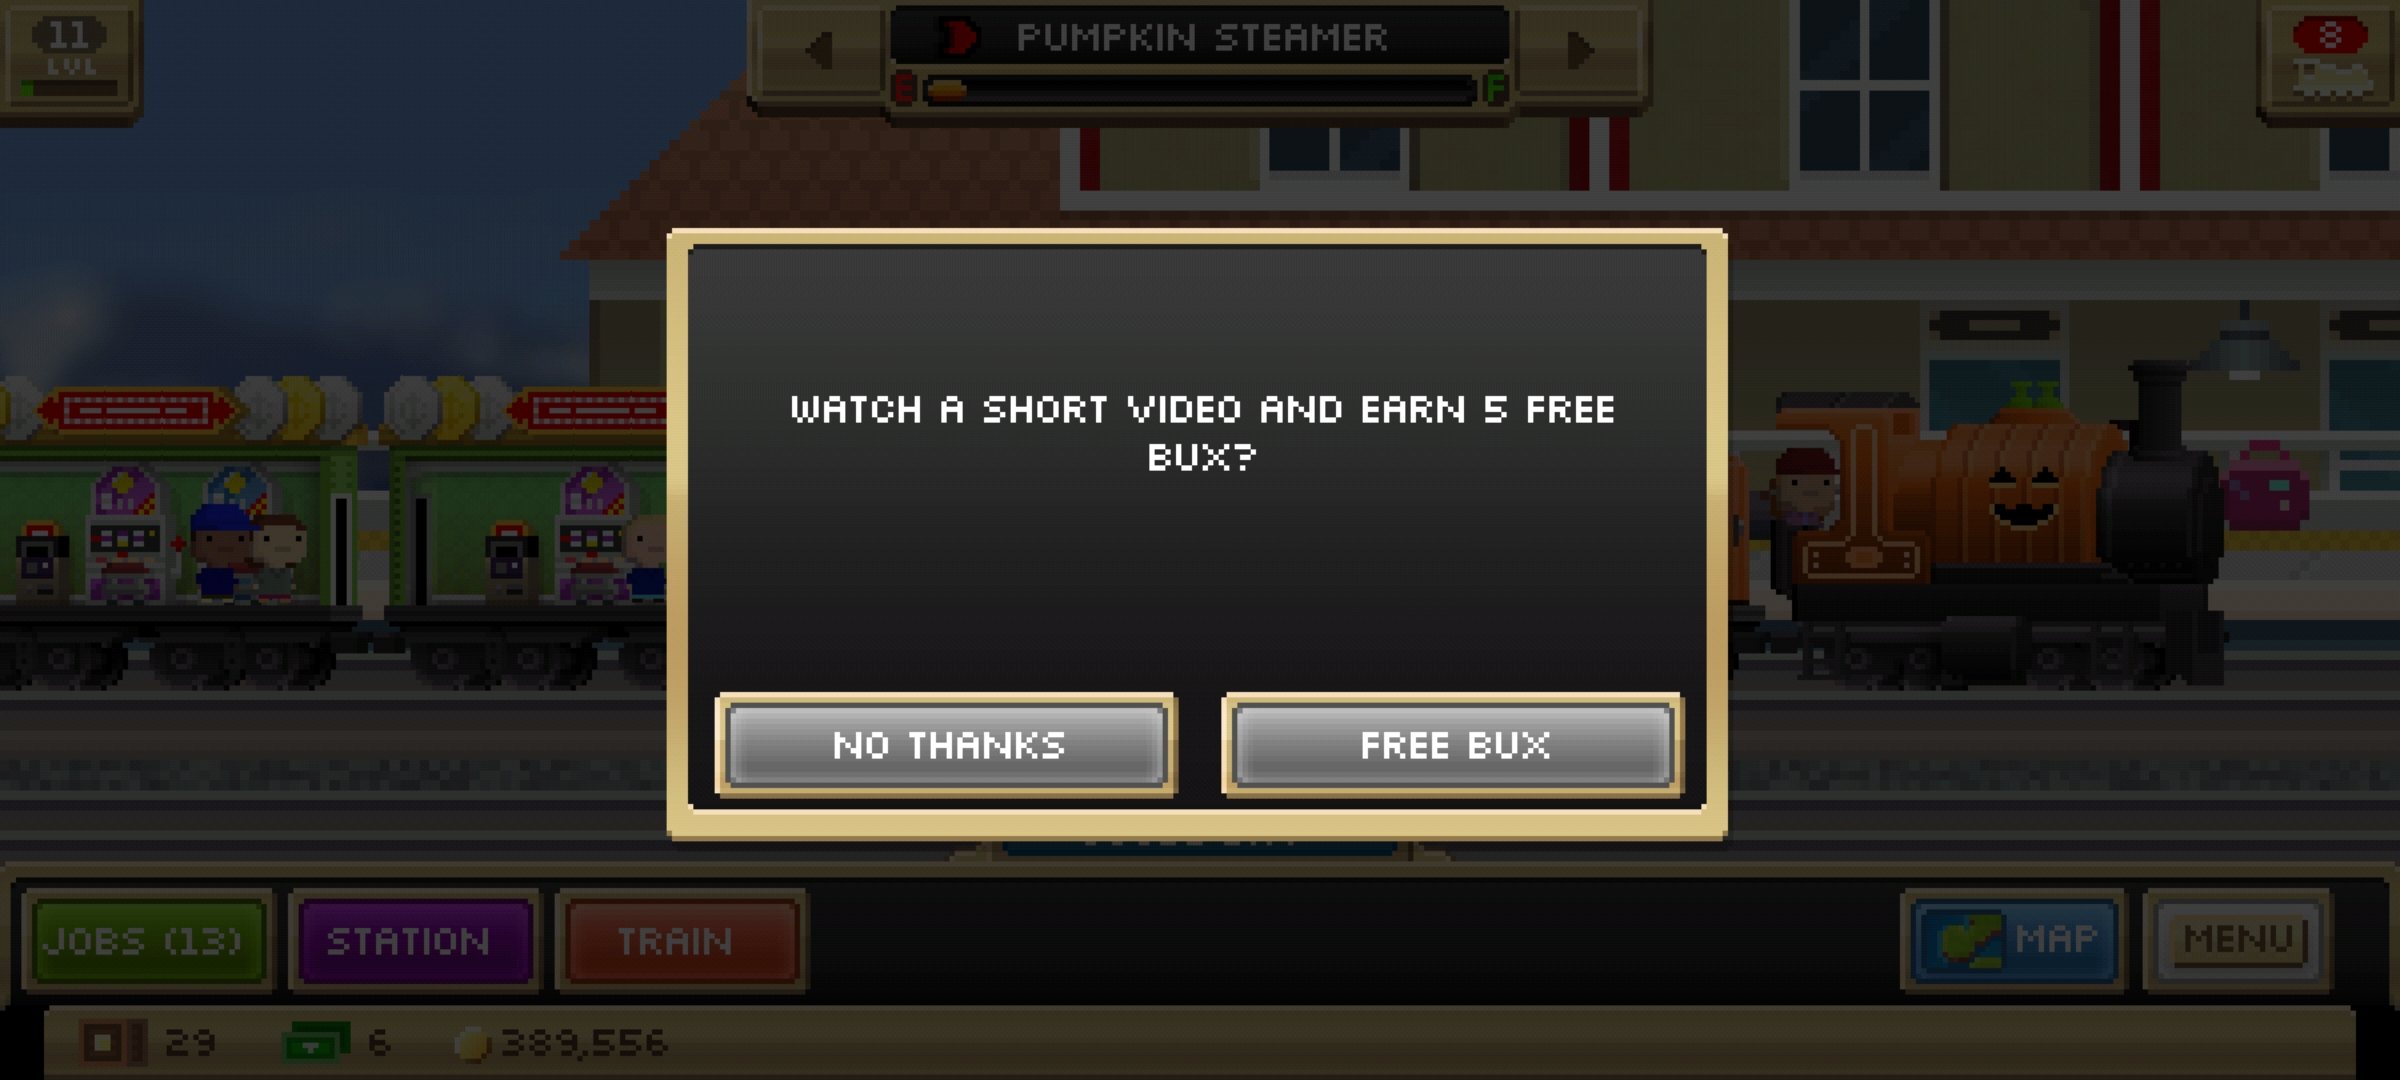 11
LVL
PUMPKIN STEAMER
E
F
8
WATCH A SHORT VIDEO AND EARN 5 FREE
BUX?
NO THANKS
FREE BUX
JOBS (13)
STATION
TRAIN
MAP
MENU
29
6
389,556